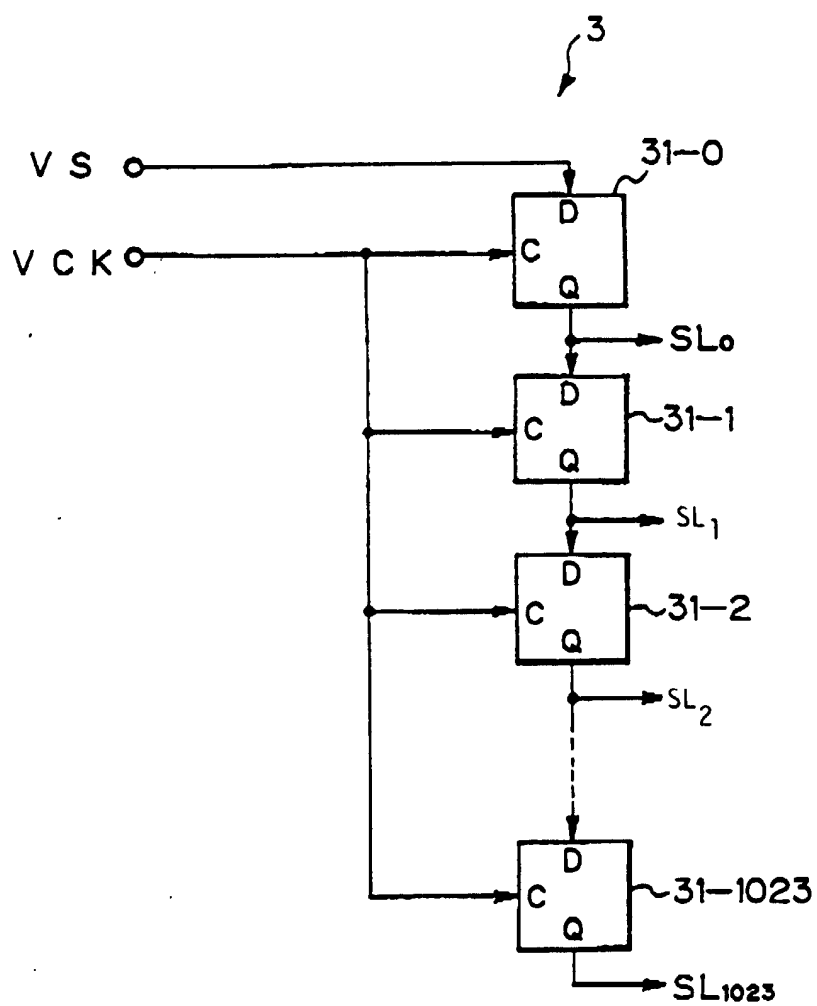 3
V S
31-0
D
V C K
C
Q
SL₀
D
31-1
C
Q
SL₁
D
31-2
C
Q
SL₂
D
31-1023
C
Q
SL₁₀₂₃